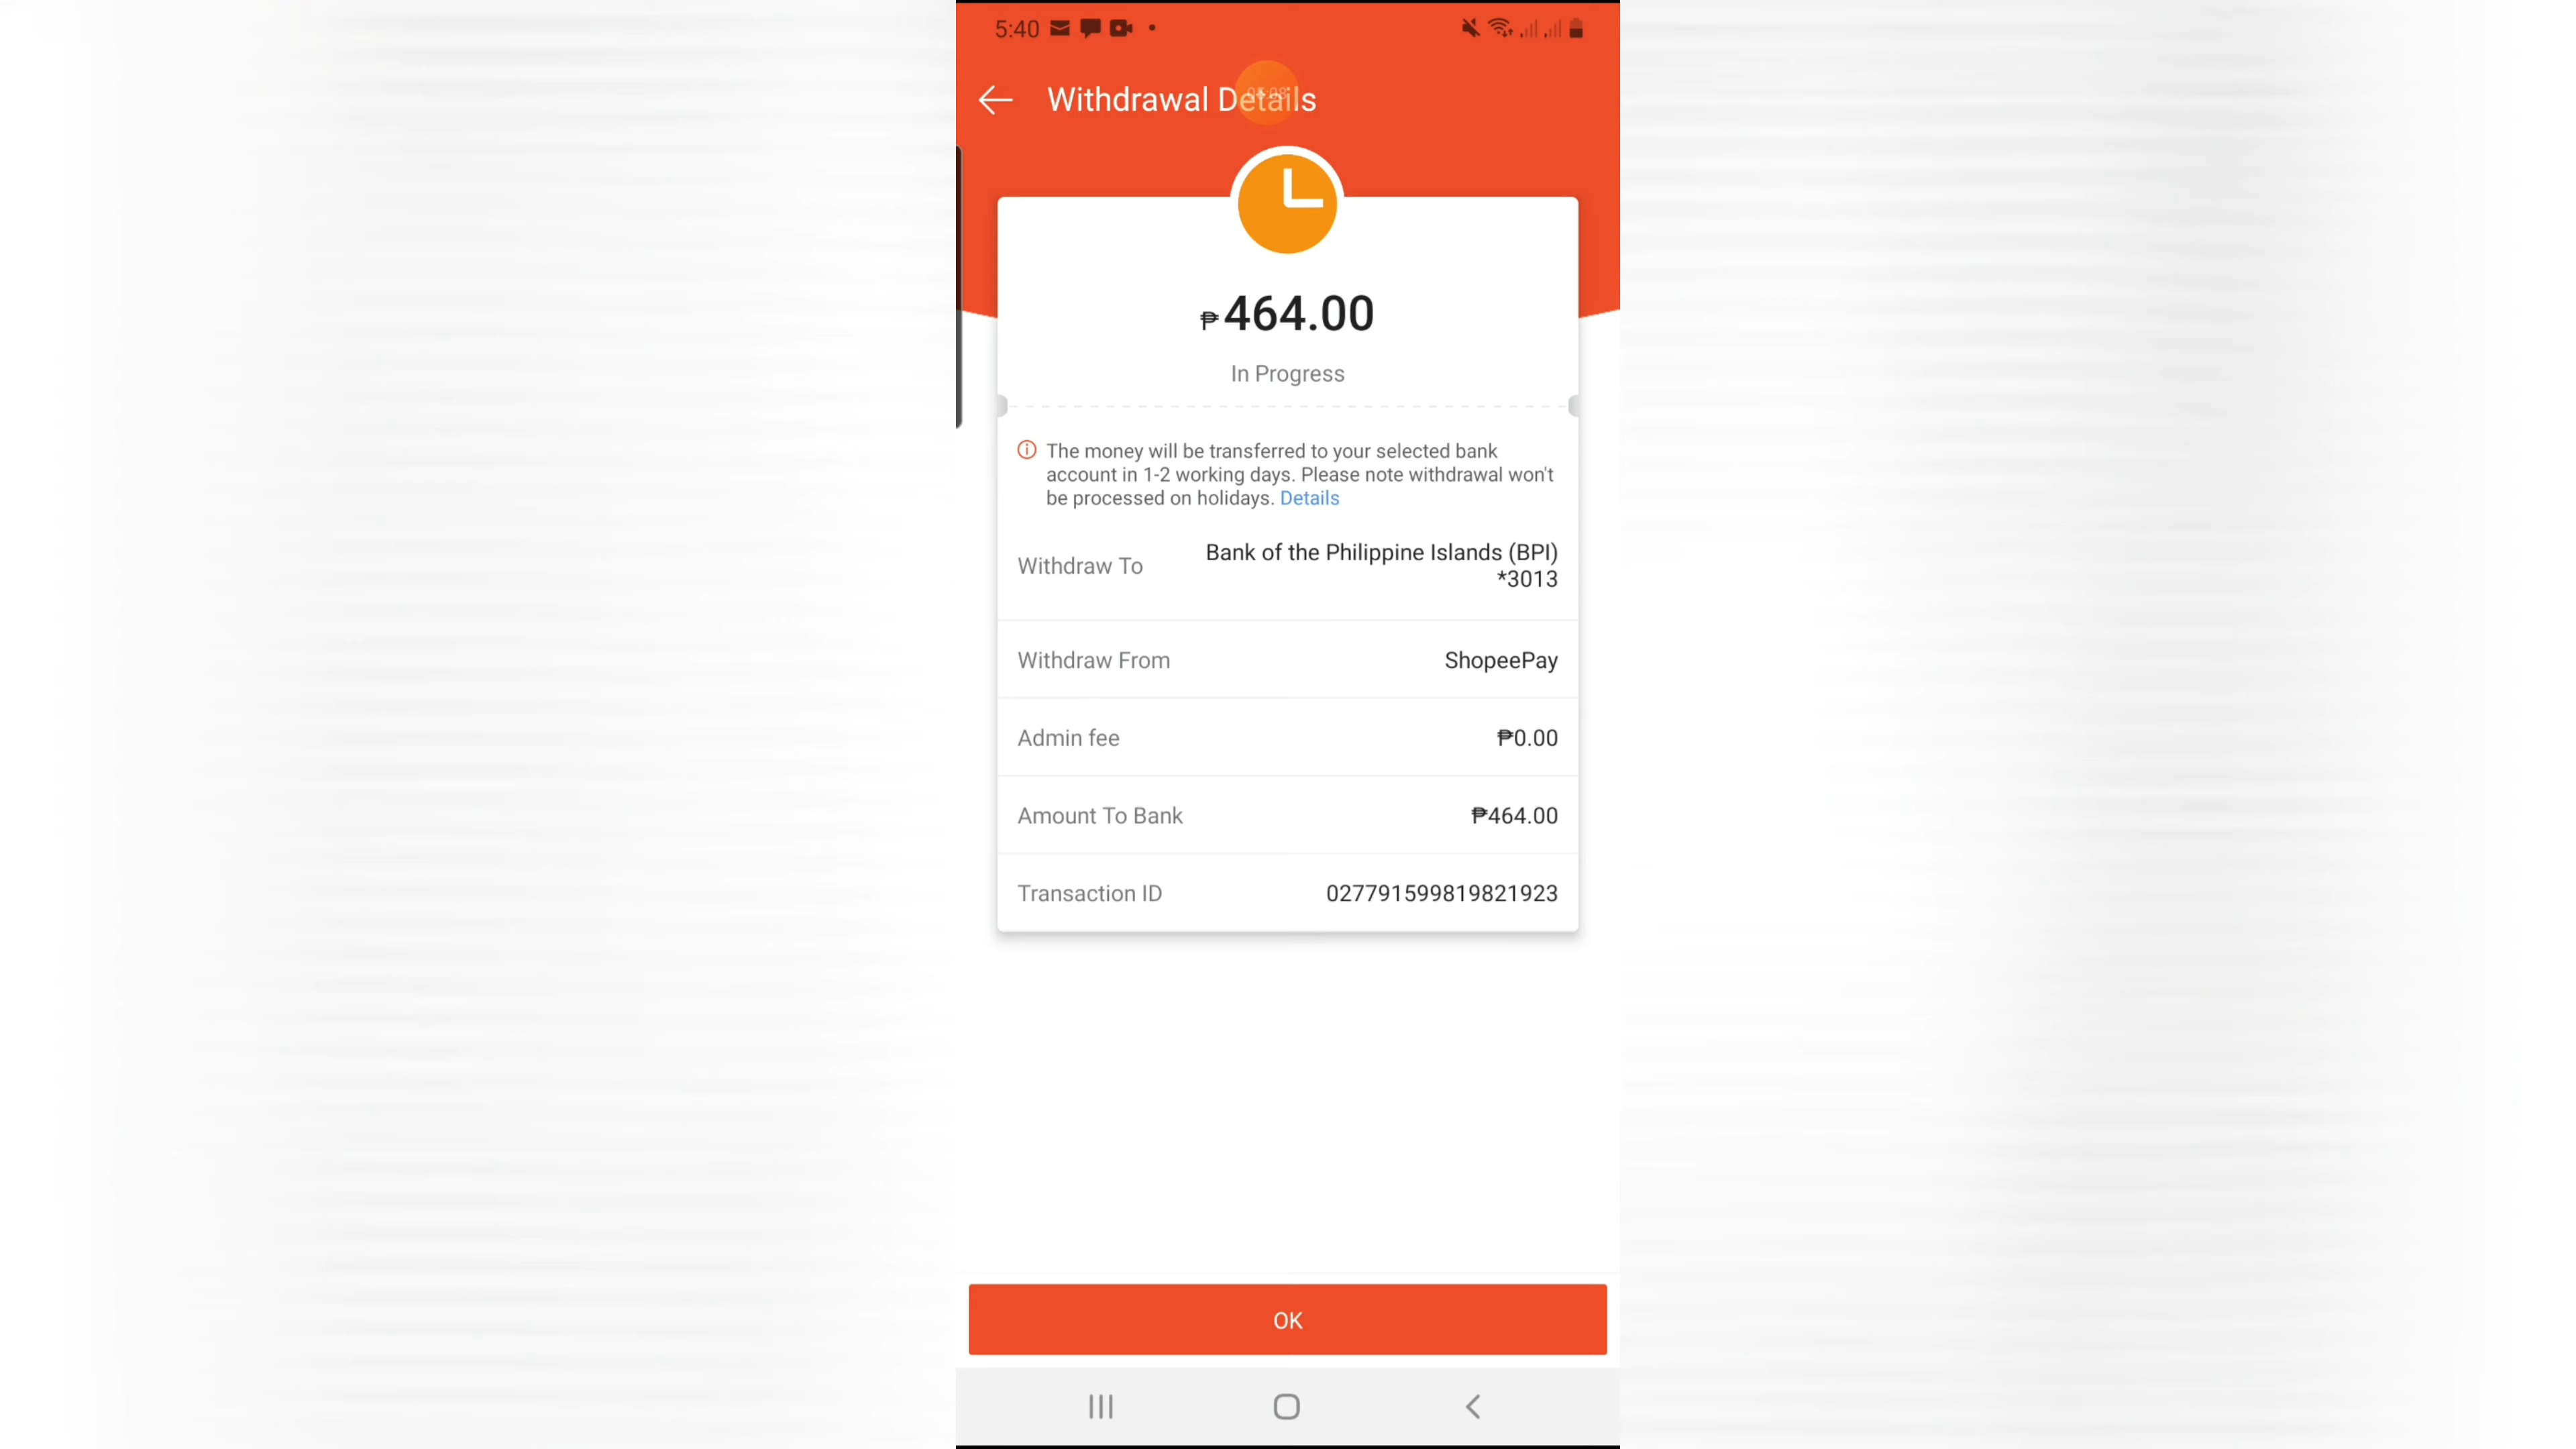 5:40
Withdrawal Details
₱464.00
In Progress
The money will be transferred to your selected bank
account in 1-2 working days. Please note withdrawal won't
be processed on holidays. Details
Withdraw To
Bank of the Philippine Islands (BPI)
*3013
Withdraw From ShopeePay
Admin fee ₱0.00
Amount To Bank ₱464.00
Transaction ID 027791599819821923
OK